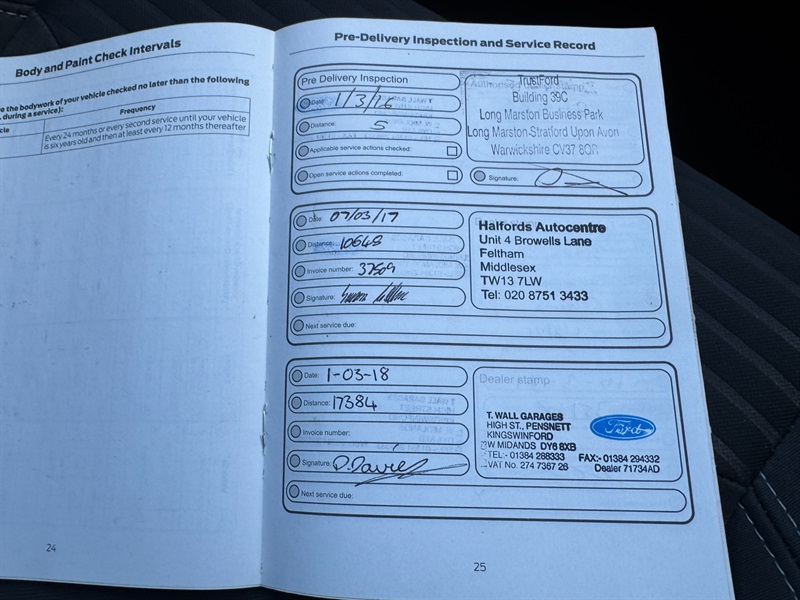 Body and Paint Check Intervals
e the bodywork of your vehicle checked no later than the following
during a service):
cle
Frequency
Every 24 months or every second service until your vehicle
is six years old and then at least every 12 months thereafter
24
Pre-Delivery Inspection and Service Record
Pre Delivery Inspection
Date: 1/3/16
Distance: 5
Applicable service actions checked:
Open service actions completed:
TrustFord
Building 39C
Long Marston Business Park
Long Marston Stratford Upon Avon
Warwickshire CV37 8QR
Signature:
Date: 07/03/17
Distance: 10648
Invoice number: 37509
Signature:
Next service due:
Halfords Autocentre
Unit 4 Browells Lane
Feltham
Middlesex
TW13 7LW
Tel: 020 8751 3433
Date: 1-03-18
Distance: 17384
Invoice number:
Signature: D. Davies
Next service due:
Dealer stamp
T. WALL GARAGES
HIGH ST., PENSNETT
KINGSWINFORD
W MIDANDS DY6 8XB
TEL:- 01384 288333 FAX:- 01384 294332
VAT No. 274 7367 26 Dealer 71734AD
Ford
25